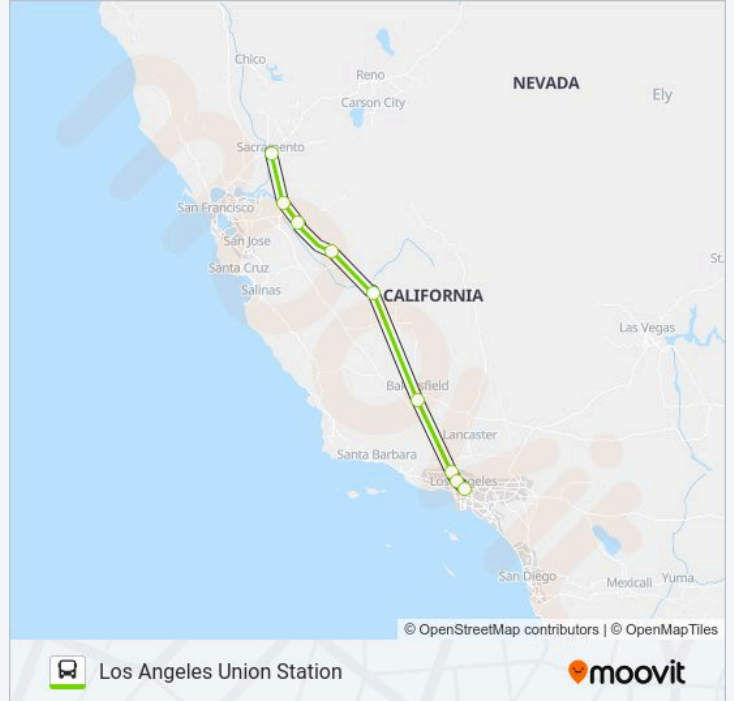 Chico
Reno
NEVADA
Carson City
Ely
Sacramento
San Francisco
San Jose
St.
Santa Cruz
Salinas
CALIFORNIA
Las Vegas
Bakersfield
Lancaster
Santa Barbara
Los Angeles
San Diego
Mexicali
Yuma
© OpenStreetMap contributors | © OpenMapTiles
Los Angeles Union Station
moovit